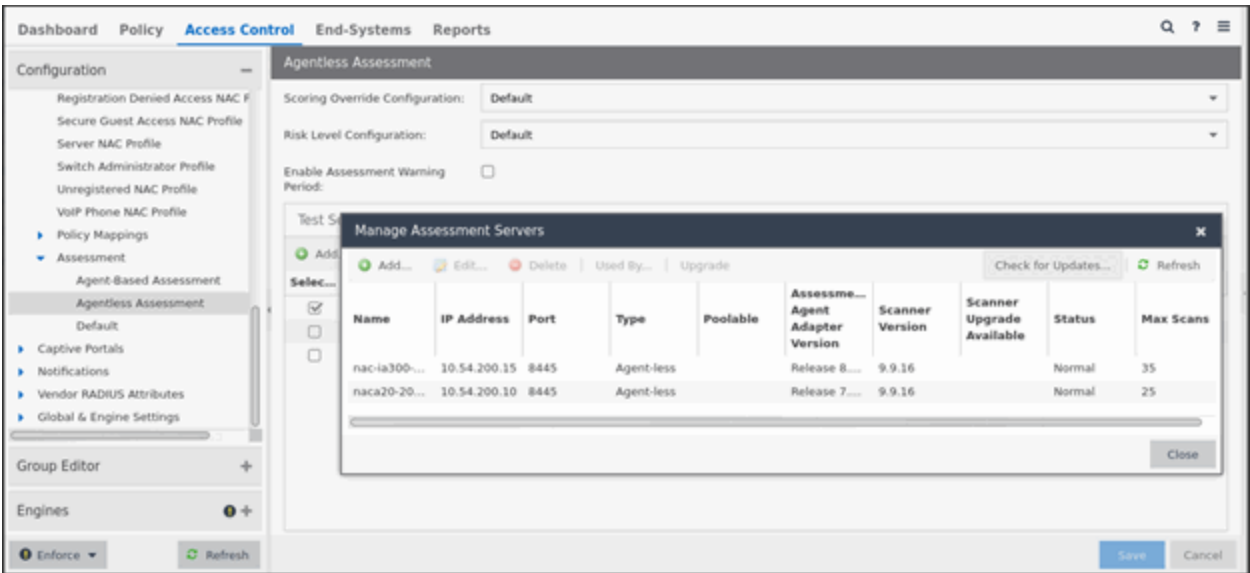 Dashboard Policy Access Control End-Systems Reports ?
Configuration
Registration Denied Access NAC P
Secure Guest Access NAC Profile
Server NAC Profile
Switch Administrator Profile
Unregistered NAC Profile
VoIP Phone NAC Profile
Policy Mappings
Assessment
Agent-Based Assessment
Agentless Assessment
Default
Captive Portals
Notifications
Vendor RADIUS Attributes
Global & Engine Settings
Group Editor
Engines
Enforce Refresh
Agentless Assessment
Scoring Override Configuration: Default
Risk Level Configuration: Default
Enable Assessment Warning
Period:
Test Se
Add
Selec...
Manage Assessment Servers
Add... Edit... Delete Used By... Upgrade Check for Updates... Refresh
Name IP Address Port Type Poolable Assessme... Agent Adapter Version Scanner Version Scanner Upgrade Available Status Max Scans
nac-ia300-... 10.54.200.15 8445 Agent-less Release 8.... 9.9.16 Normal 35
naca20-20... 10.54.200.10 8445 Agent-less Release 7.... 9.9.16 Normal 25
Close
Save Cancel